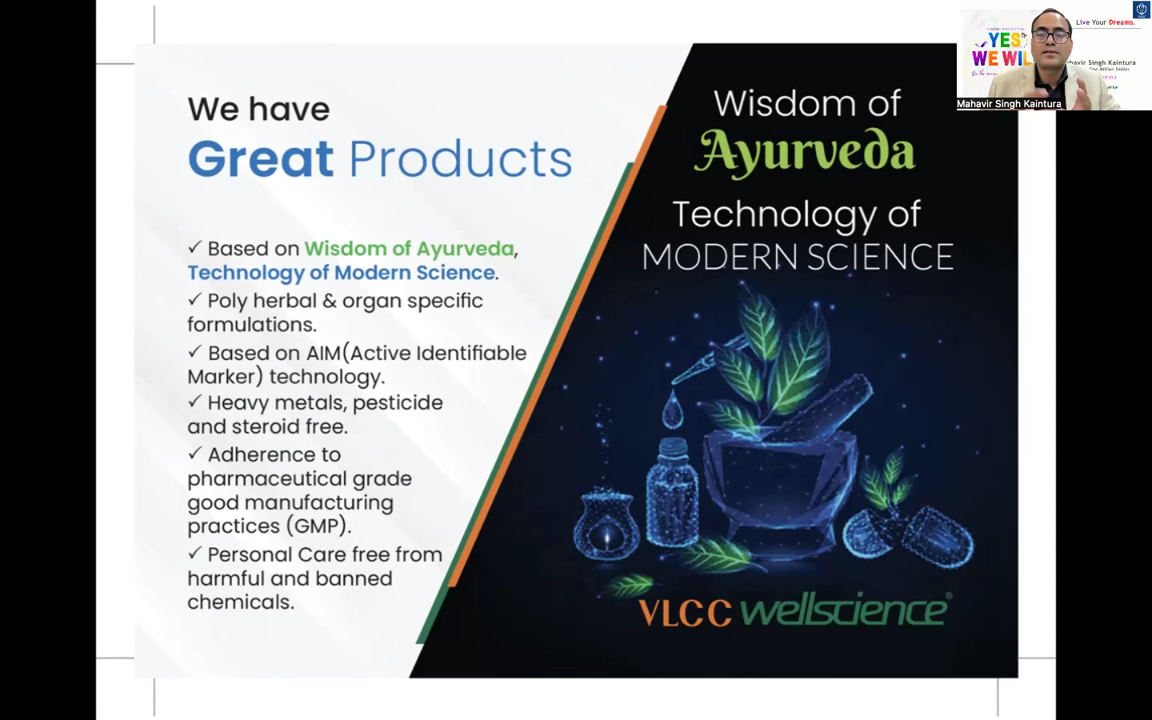 We have
Great Products
✓ Based on Wisdom of Ayurveda,
Technology of Modern Science.
✓ Poly herbal & organ specific
formulations.
✓ Based on AIM(Active Identifiable
Marker) technology.
✓ Heavy metals, pesticide
and steroid free.
✓ Adherence to
pharmaceutical grade
good manufacturing
practices (GMP).
✓ Personal Care free from
harmful and banned
chemicals.
Wisdom of
Ayurveda
Technology of
MODERN SCIENCE
VLCC wellscience®
Live Your Dreams.
YES
WE WIL
havir Singh Kaintura
Mahavir Singh Kaintura